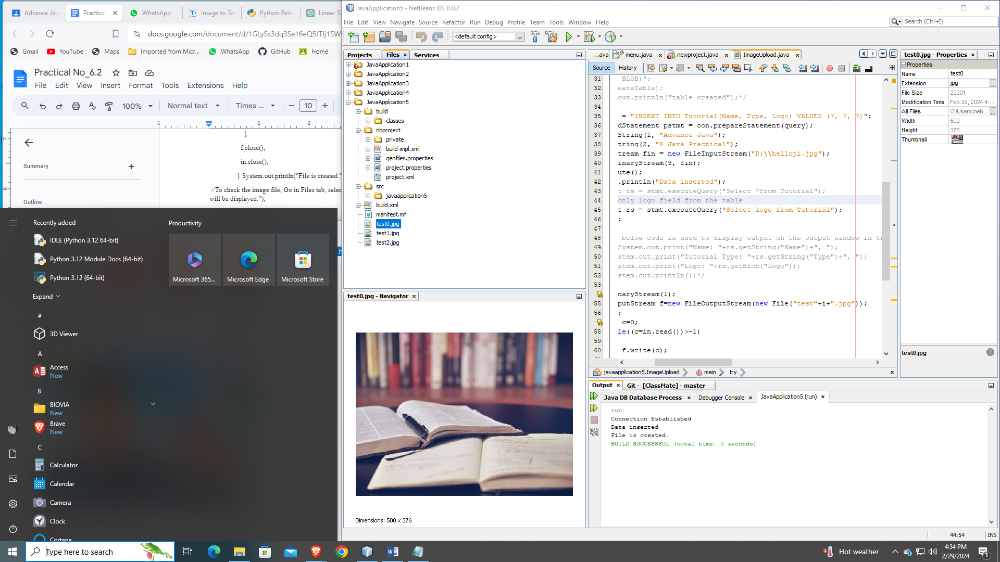 Advance Jav
Practical
WhatsApp
Image to Tex
Python Relea
Linear Se
docs.google.com/document/d/1GLySs3dq3Se16eQ5JTlj1SW
Gmail
YouTube
Maps
Imported from Micr...
WhatsApp
GitHub
Home
Practical No_6.2
File Edit View Insert Format Tools Extensions Help
100% Normal text Times ... 10
1 1 2
}
f.close();
in.close();
} System.out.println("File is created."
//To check the image file, Go in Files tab, selec
will be displayed.");
Summary
Outline
7
8
Recently added
IDLE (Python 3.12 64-bit)
Python 3.12 Module Docs (64-bit)
Python 3.12 (64-bit)
Expand
#
3D Viewer
A
Access
New
B
BIOVIA
New
Brave
New
C
Calculator
Calendar
Camera
Clock
Cortana
Productivity
Microsoft 365...
Microsoft Edge
Microsoft Store
JavaApplication5 - NetBeans IDE 8.0.2
File Edit View Navigate Source Refactor Run Debug Profile Team Tools Window Help
Search (Ctrl+I)
<default config>
Projects Files Services
JavaApplication1
JavaApplication2
JavaApplication3
JavaApplication4
JavaApplication5
build
classes
nbproject
private
build-impl.xml
genfiles.properties
project.properties
project.xml
src
javaapplication5
build.xml
manifest.mf
test0.jpg
test1.jpg
test2.jpg
test0.jpg - Navigator
Dimensions: 500 x 376
...ava menu.java newproject.java ImageUpload.java
Source History
31 BLOB)";
32 eateTable);
33 out.println("table created");*/
34
35 = "INSERT INTO Tutorial(Name, Type, Logo) VALUES (?, ?, ?)";
36 dStatement pstmt = con.prepareStatement(query);
37 String(1, "Advance Java");
38 tring(2, "A Java Practical");
39 tream fin = new FileInputStream("D:\\helloji.jpg");
40 inaryStream(3, fin);
41 ute();
42 .println("Data inserted");
43 t rs = stmt.executeQuery("Select *from Tutorial");
44 only logo field from the table
45 t rs = stmt.executeQuery("Select logo from Tutorial");
46 ;
47
48 below code is used to display output on the output window in th
49 System.out.print("Name: "+rs.getString("Name")+", ");
50 stem.out.print("Tutorial Type: "+rs.getString("Type")+", ");
51 stem.out.print("Logo: "+rs.getBlob("Logo"));
52 stem.out.println();*/
53
naryStream(1);
55 putStream f=new FileOutputStream(new File("test"+i+".jpg"));
56 ;
c=0;
58 le((c=in.read())>-1)
59
60 f.write(c);
javaapplication5.ImageUpload main try
test0.jpg - Properties
Properties
Name test0
Extension jpg
File Size 22201
Modification Time Feb 29, 2024 4:...
All Files C:\Users\neh...
Width 500
Height 376
Thumbnail
test0.jpg
Output Git - [ClassMate] - master
Java DB Database Process Debugger Console JavaApplication5 (run)
run:
Connection Established
Data inserted
File is created.
BUILD SUCCESSFUL (total time: 0 seconds)
44:54 INS
Type here to search
Hot weather
4:34 PM
2/29/2024
1